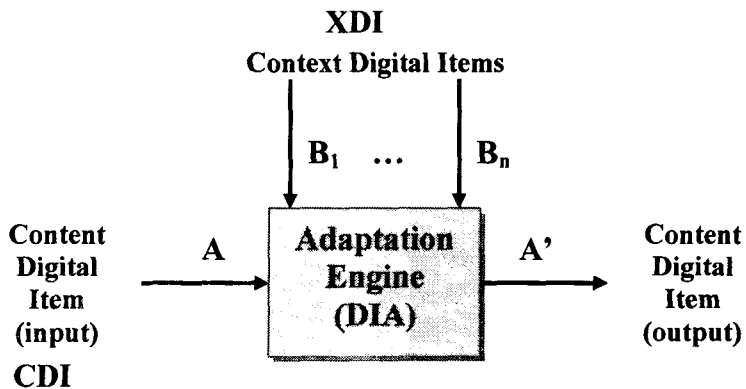 XDI
Context Digital Items
B₁ ... Bₙ
Content
Digital
Item
(input)
CDI
A
Adaptation
Engine
(DIA)
A'
Content
Digital
Item
(output)